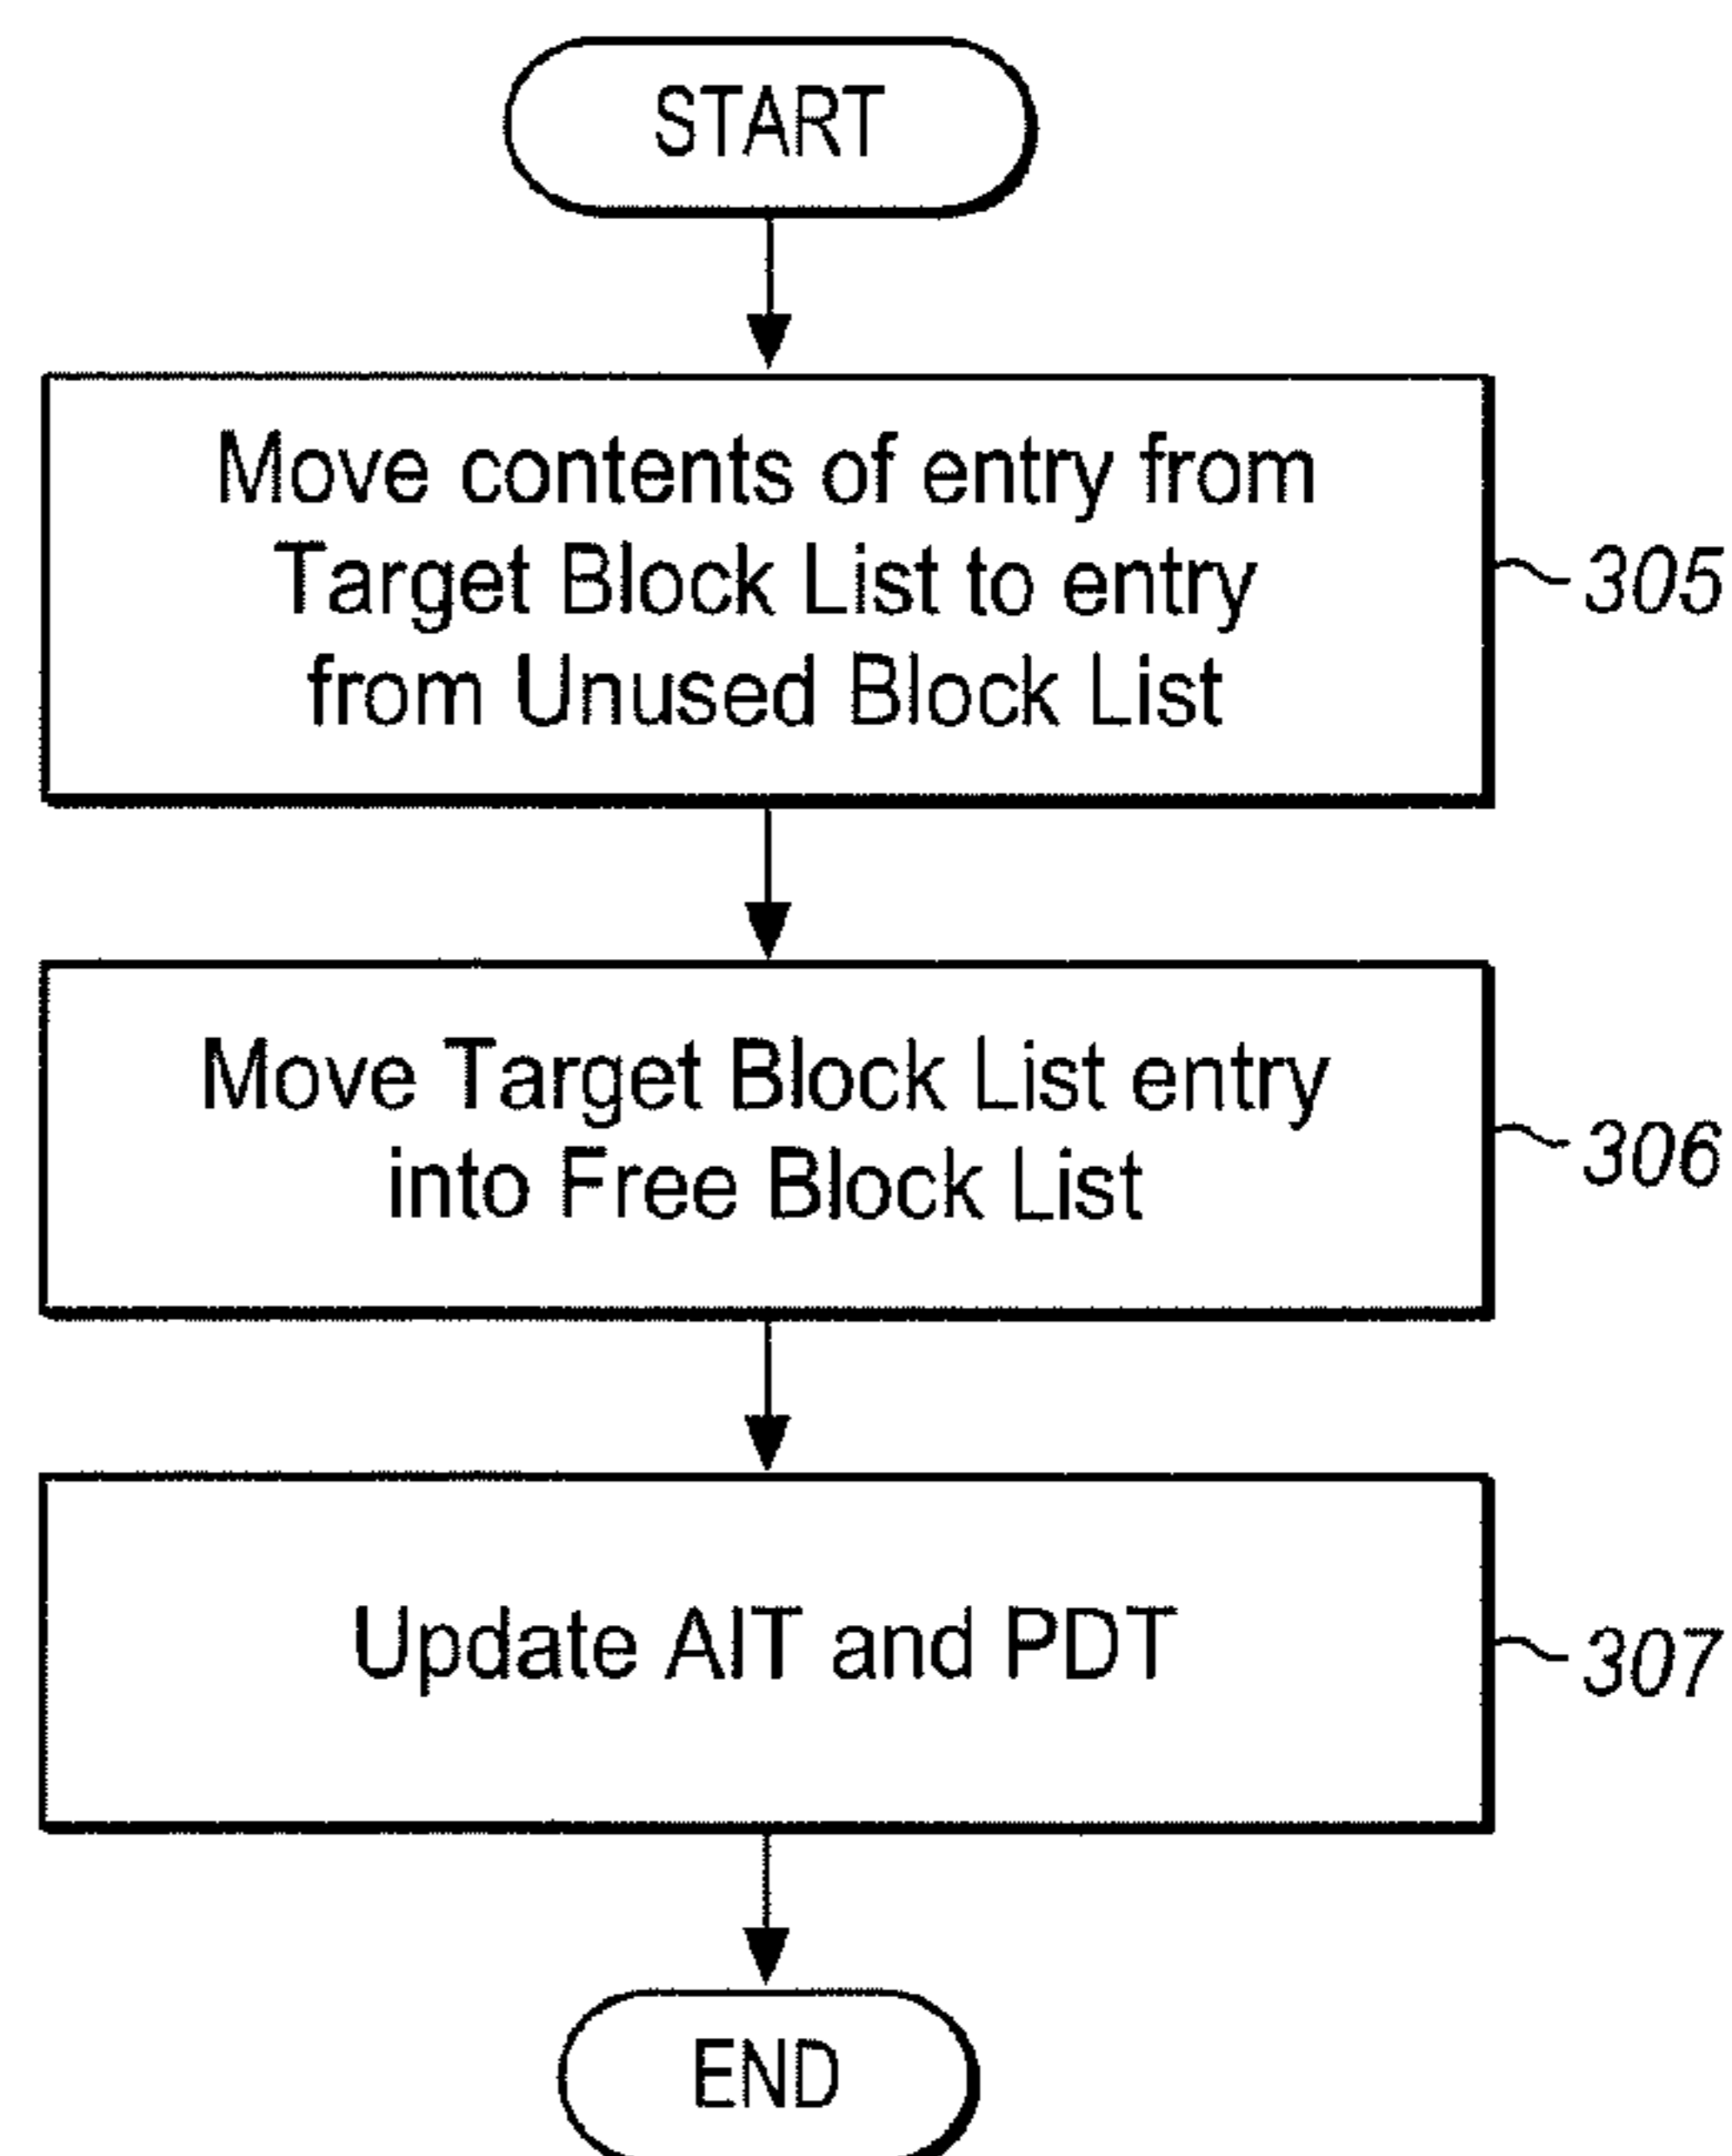 START
Move contents of entry from
Target Block List to entry
from Unused Block List
305
Move Target Block List entry
into Free Block List
306
Update AIT and PDT
307
END